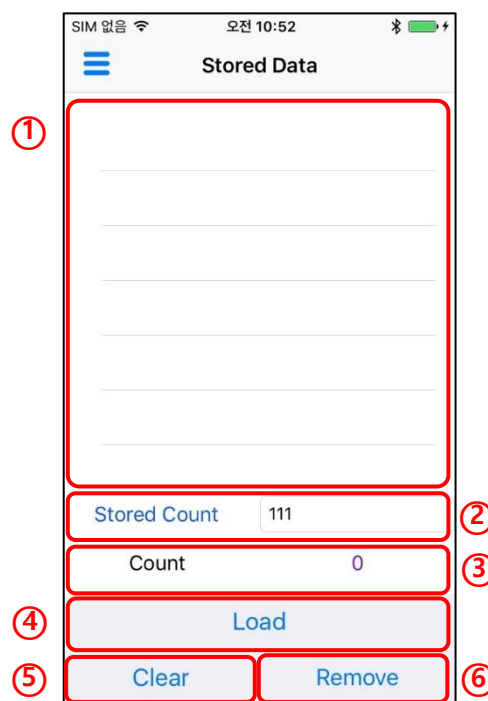 SIM 없음 오전 10:52
Stored Data
①
Stored Count 111 ②
Count 0 ③
④ Load
⑤ Clear Remove ⑥